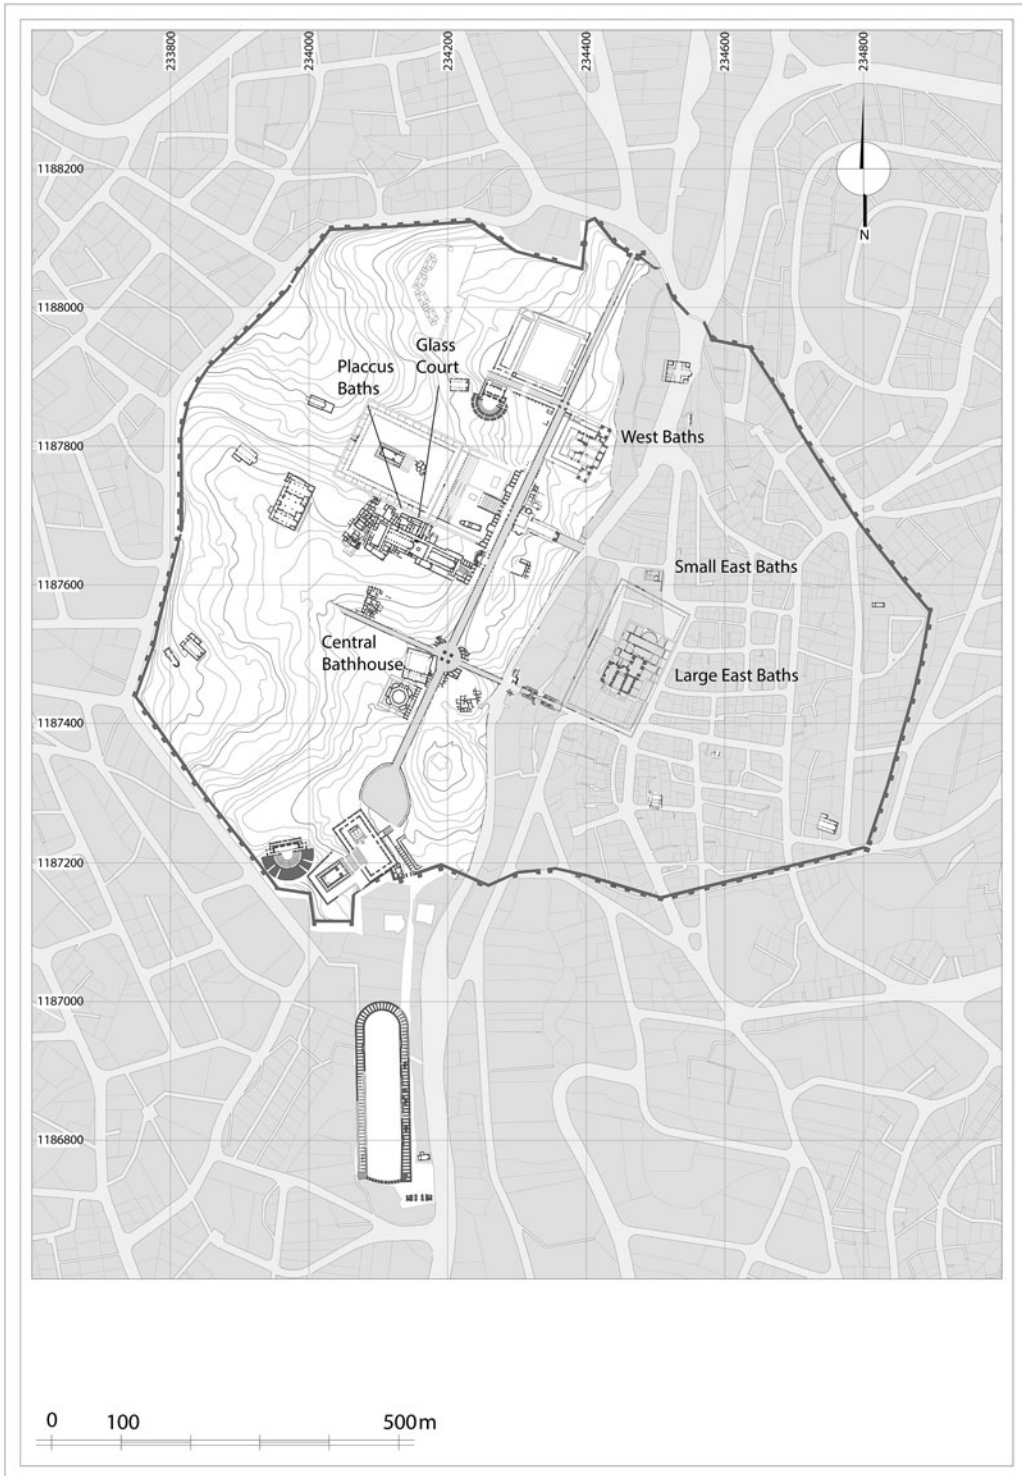 233800
234000
234200
234400
234600
234800
1188200
N
1188000
Glass
Court
Placcus
Baths
1187800
West Baths
1187600
Small East Baths
Central
Bathhouse
Large East Baths
1187400
1187200
1187000
1186800
0 100 500m